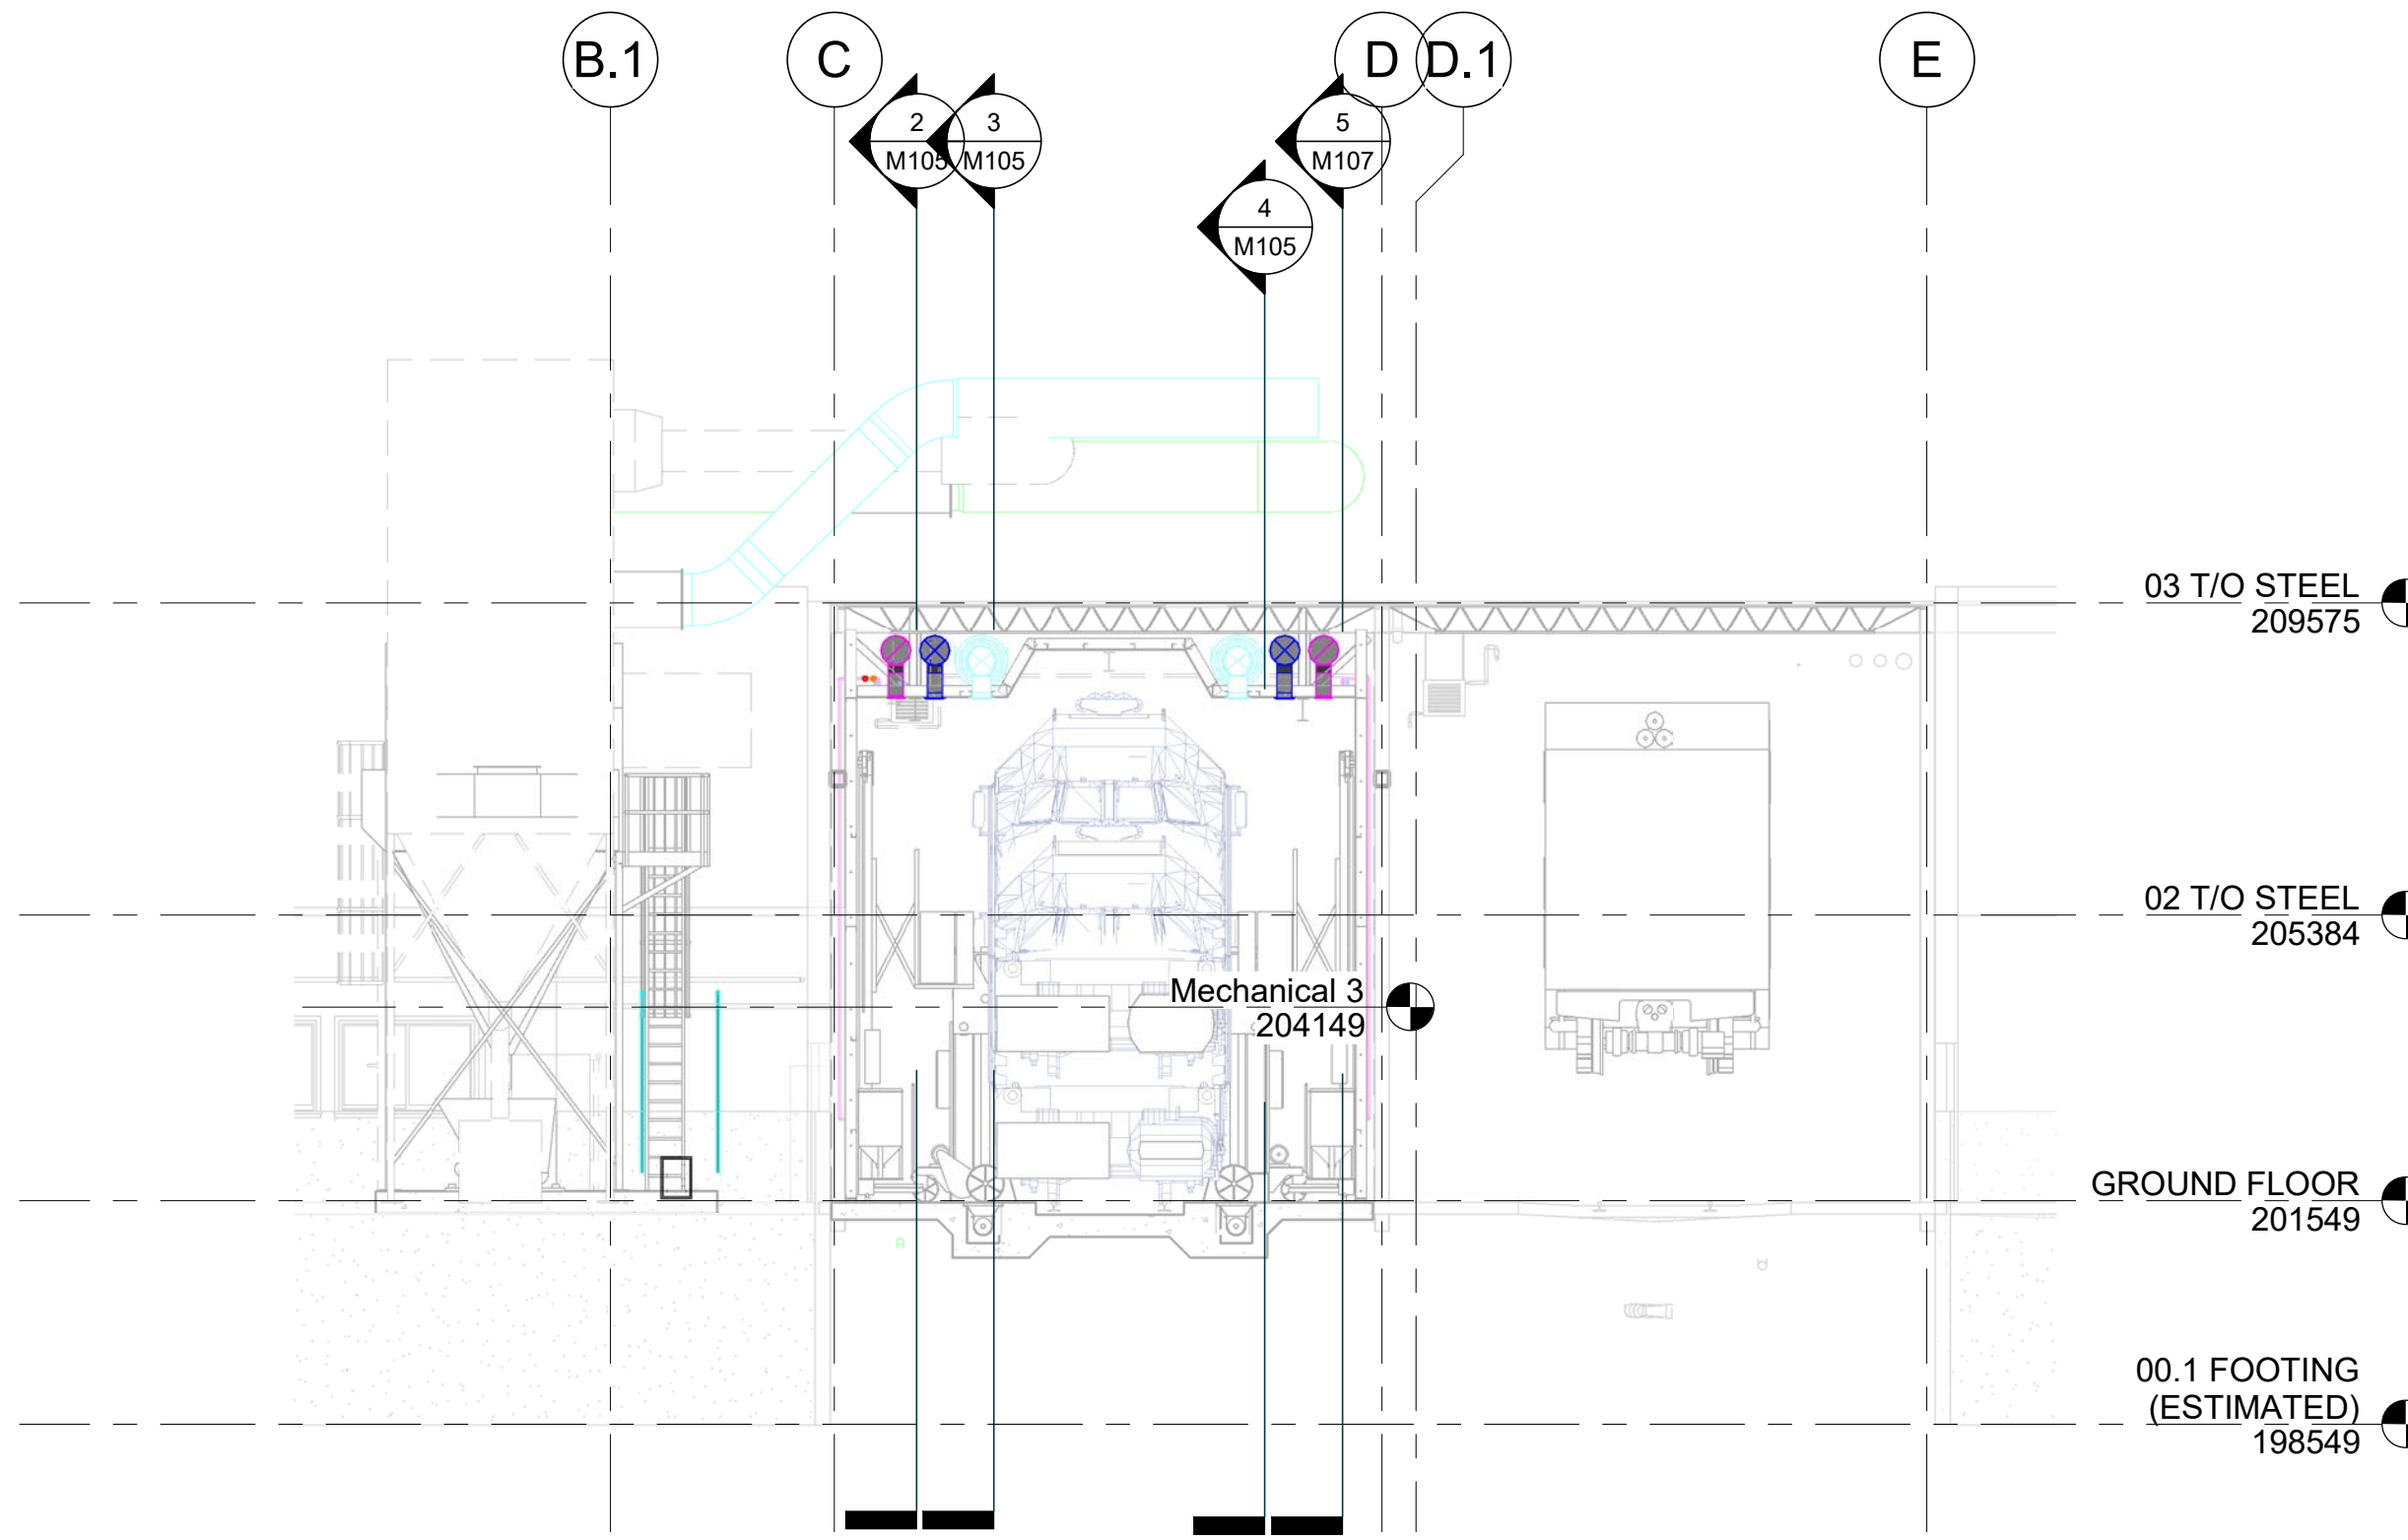 B.1
C
D
D.1
E
2
M105
3
M105
5
M107
4
M105
03 T/O STEEL
209575
02 T/O STEEL
205384
Mechanical 3
204149
GROUND FLOOR
201549
00.1 FOOTING
(ESTIMATED)
198549